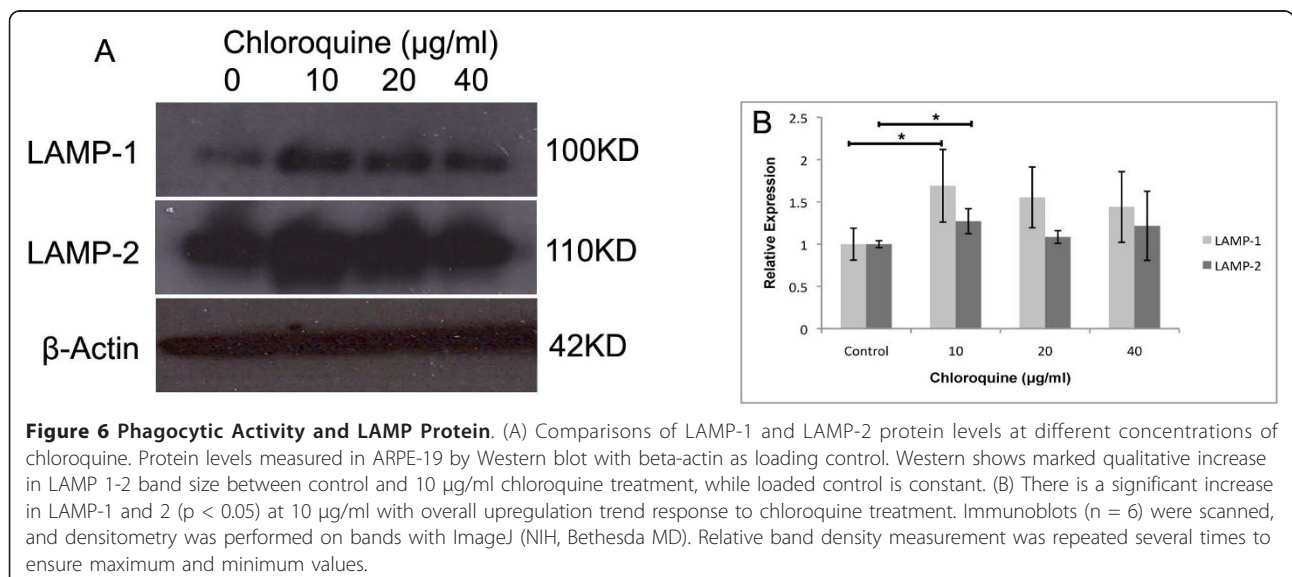 A
Chloroquine (µg/ml)
0 10 20 40
LAMP-1 100KD
LAMP-2 110KD
β-Actin 42KD
B
2.5
2
1.5
1
0.5
0
* *
Relative Expression
Control 10 20 40
Chloroquine (µg/ml)
LAMP-1
LAMP-2
Figure 6 Phagocytic Activity and LAMP Protein. (A) Comparisons of LAMP-1 and LAMP-2 protein levels at different concentrations of
chloroquine. Protein levels measured in ARPE-19 by Western blot with beta-actin as loading control. Western shows marked qualitative increase
in LAMP 1-2 band size between control and 10 µg/ml chloroquine treatment, while loaded control is constant. (B) There is a significant increase
in LAMP-1 and 2 (p < 0.05) at 10 µg/ml with overall upregulation trend response to chloroquine treatment. Immunoblots (n = 6) were scanned,
and densitometry was performed on bands with ImageJ (NIH, Bethesda MD). Relative band density measurement was repeated several times to
ensure maximum and minimum values.